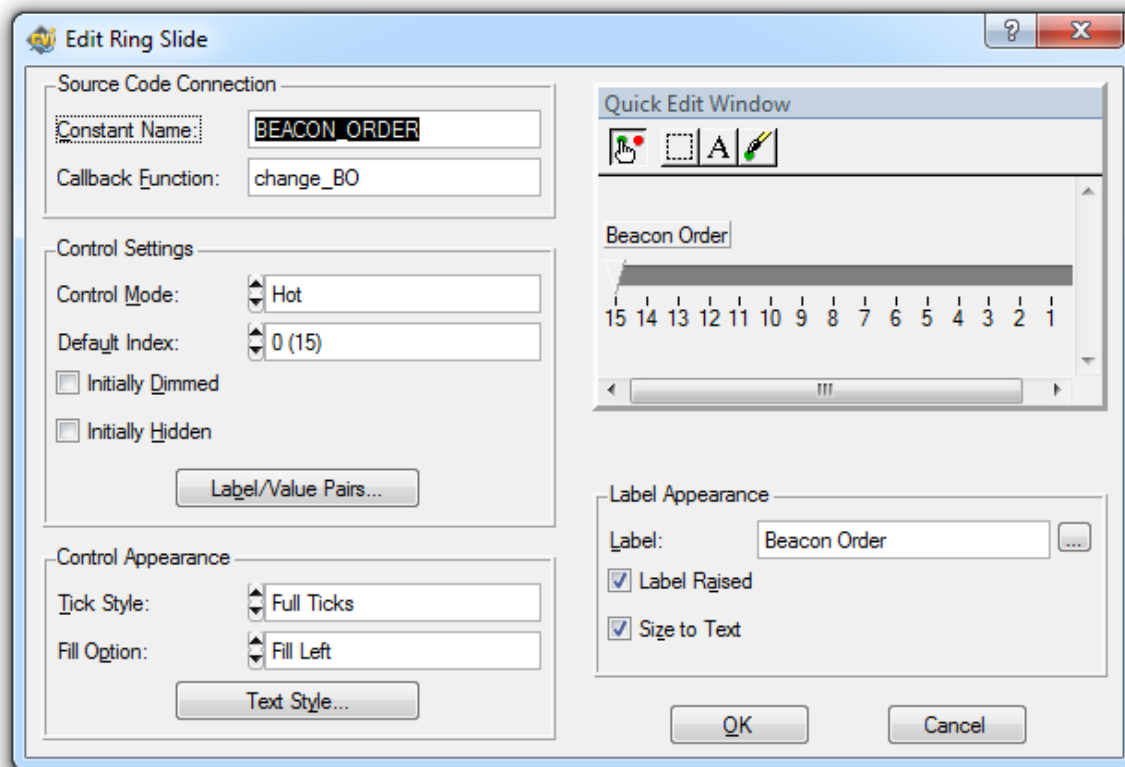 Edit Ring Slide
Source Code Connection
Constant Name: BEACON_ORDER
Callback Function: change_BO
Control Settings
Control Mode: Hot
Default Index: 0 (15)
Initially Dimmed
Initially Hidden
Label/Value Pairs...
Control Appearance
Tick Style: Full Ticks
Fill Option: Fill Left
Text Style...
Quick Edit Window
A
Beacon Order
15 14 13 12 11 10 9 8 7 6 5 4 3 2 1
Label Appearance
Label: Beacon Order ...
Label Raised
Size to Text
OK Cancel